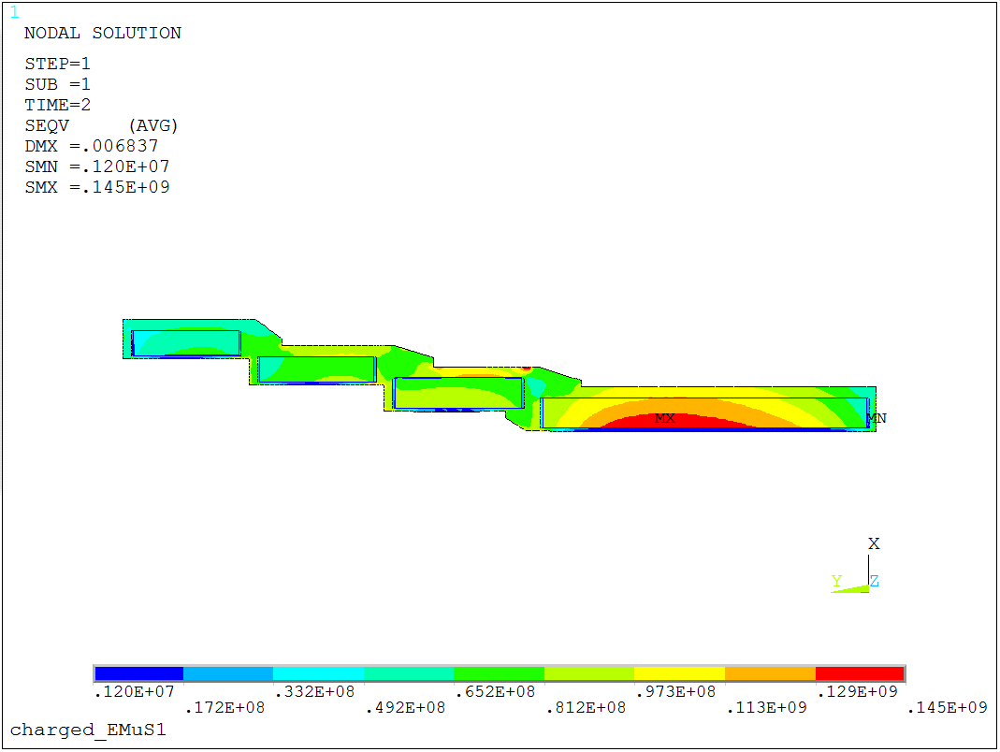 1
NODAL SOLUTION
STEP=1
SUB =1
TIME=2
SEQV (AVG)
DMX =.006837
SMN =.120E+07
SMX =.145E+09
MX
MN
X
Y
Z
.120E+07
.172E+08
.332E+08
.492E+08
.652E+08
.812E+08
.973E+08
.113E+09
.129E+09
.145E+09
charged_EMuS1